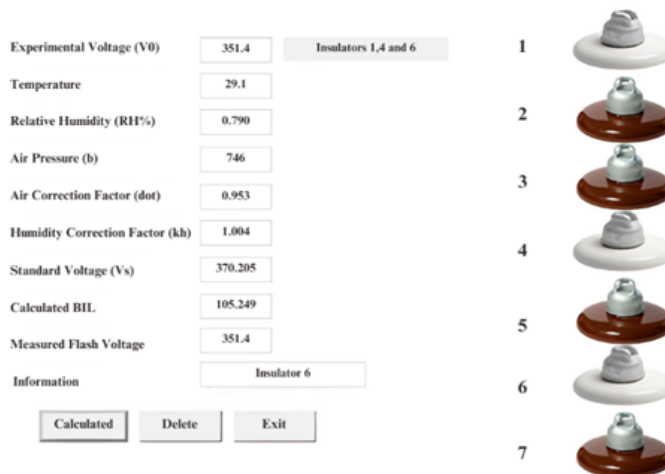 Experimental Voltage (V0) 351.4 Insulators 1,4 and 6
Temperature 29.1
Relative Humidity (RH%) 0.790
Air Pressure (b) 746
Air Correction Factor (dot) 0.953
Humidity Correction Factor (kh) 1.004
Standard Voltage (Vs) 370.205
Calculated BIL 105.249
Measured Flash Voltage 351.4
Information Insulator 6
Calculated Delete Exit
1
2
3
4
5
6
7